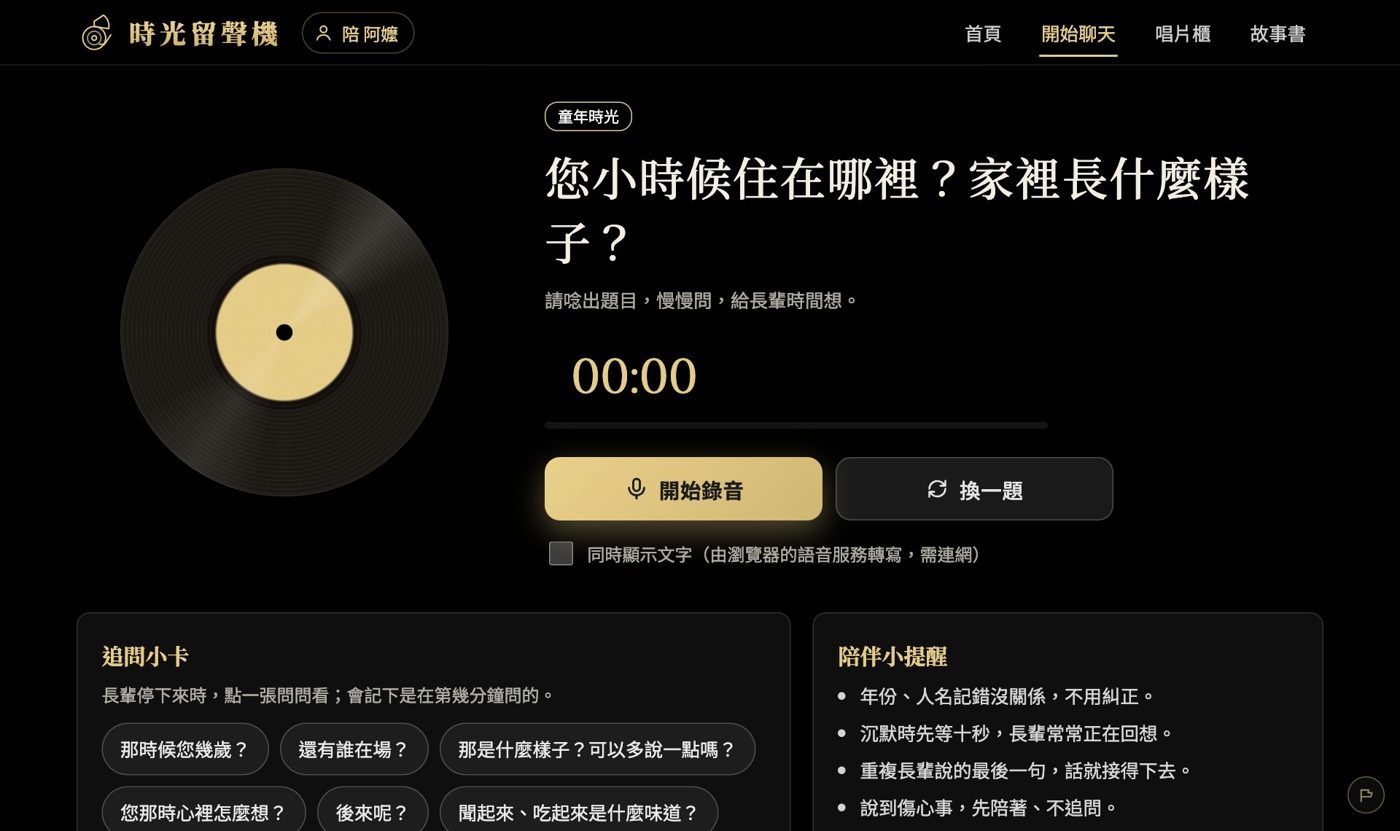 時光留聲機
陪 阿嬤
首頁
開始聊天
唱片櫃
故事書
童年時光
您小時候住在哪裡？家裡長什麼樣
子？
請唸出題目，慢慢問，給長輩時間想。
00:00
開始錄音
換一題
同時顯示文字（由瀏覽器的語音服務轉寫，需連網）
追問小卡
長輩停下來時，點一張問問看；會記下是在第幾分鐘問的。
那時候您幾歲？
還有誰在場？
那是什麼樣子？可以多說一點嗎？
您那時心裡怎麼想？
後來呢？
聞起來、吃起來是什麼味道？
陪伴小提醒
年份、人名記錯沒關係，不用糾正。
沉默時先等十秒，長輩常常正在回想。
重複長輩說的最後一句，話就接得下去。
說到傷心事，先陪著、不追問。